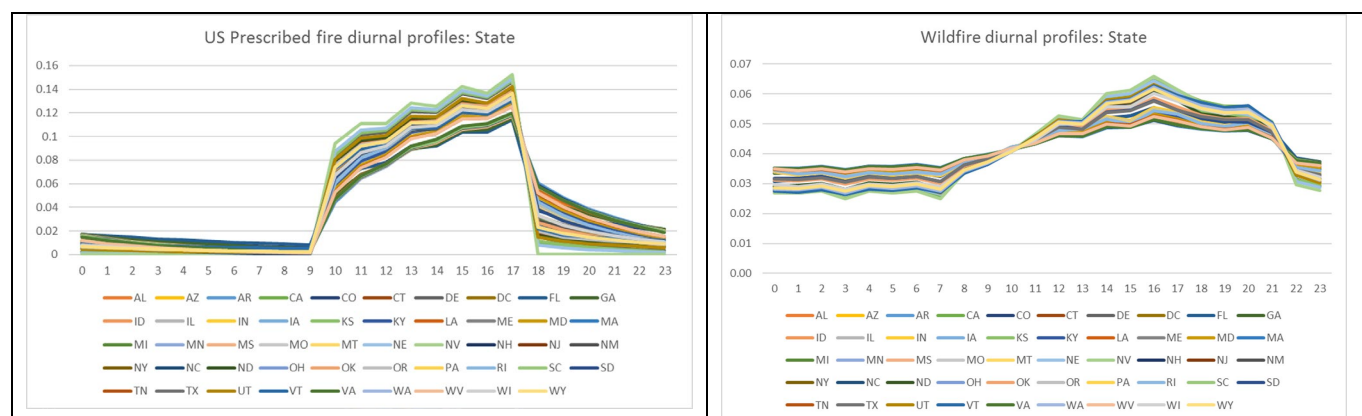 US Prescribed fire diurnal profiles: State
0.16
0.14
0.12
0.1
0.08
0.06
0.04
0.02
0
0 1 2 3 4 5 6 7 8 9 10 11 12 13 14 15 16 17 18 19 20 21 22 23
AL AZ AR CA CO CT DE DC FL GA
ID IL IN IA KS KY LA ME MD MA
MI MN MS MO MT NE NV NH NJ NM
NY NC ND OH OK OR PA RI SC SD
TN TX UT VT VA WA WV WI WY
Wildfire diurnal profiles: State
0.07
0.06
0.05
0.04
0.03
0.02
0.01
0.00
0 1 2 3 4 5 6 7 8 9 10 11 12 13 14 15 16 17 18 19 20 21 22 23
AL AZ AR CA CO CT DE DC FL GA
ID IL IN IA KS KY LA ME MD MA
MI MN MS MO MT NE NV NH NJ NM
NY NC ND OH OK OR PA RI SC SD
TN TX UT VT VA WA WV WI WY